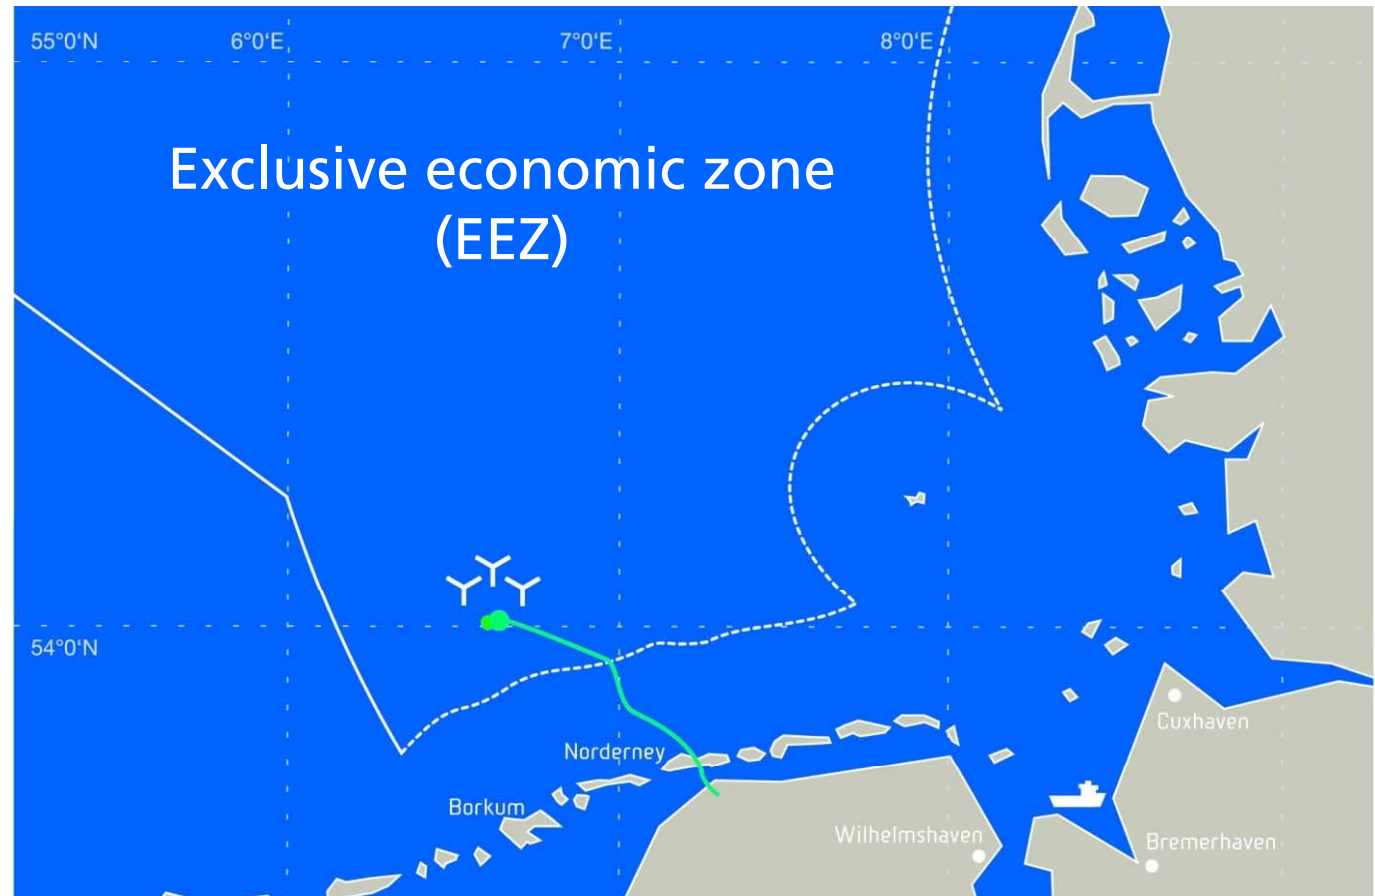 55°0‘N
6°0‘E
7°0‘E
8°0‘E
Exclusive economic zone
(EEZ)
54°0‘N
Norderney
Cuxhaven
Borkum
Wilhelmshaven
Bremerhaven